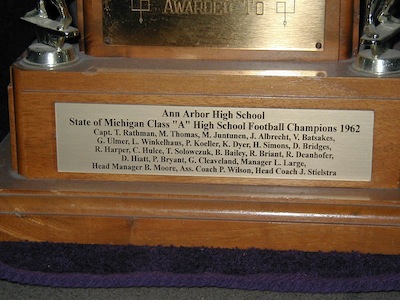 AWARDED TO
Ann Arbor High School
State of Michigan Class "A" High School Football Champions 1962
Capt. T. Rathman, M. Thomas, M. Juntunen, J. Albrecht, V. Batsakes,
G. Ulmer, L. Winkelhaus, P. Koeller, K. Dyer, H. Simons, D. Bridges,
R. Harper, C. Hulce, T. Solowczuk, B. Bailey, R. Briant, R. Deanhofer,
D. Hiatt, P. Bryant, G. Cleaveland, Manager L. Large,
Head Manager B. Moore, Ass. Coach P. Wilson, Head Coach J. Stielstra